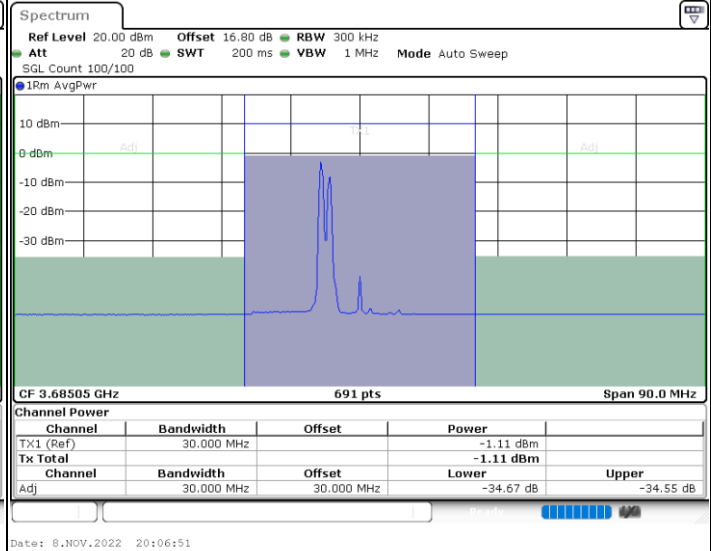 Spectrum
Ref Level 20.00 dBm Offset 16.80 dB RBW 300 kHz
Att 20 dB SWT 200 ms VBW 1 MHz Mode Auto Sweep
SGL Count 100/100
1Rm AvgPwr
10 dBm
TX1
Adj
0 dBm
Adj
-10 dBm
-20 dBm
-30 dBm
CF 3.68505 GHz 691 pts Span 90.0 MHz
Channel Power
Channel Bandwidth Offset Power
TX1 (Ref) 30.000 MHz -1.11 dBm
Tx Total -1.11 dBm
Channel Bandwidth Offset Lower Upper
Adj 30.000 MHz 30.000 MHz -34.67 dB -34.55 dB
Ready
Date: 8.NOV.2022 20:06:51